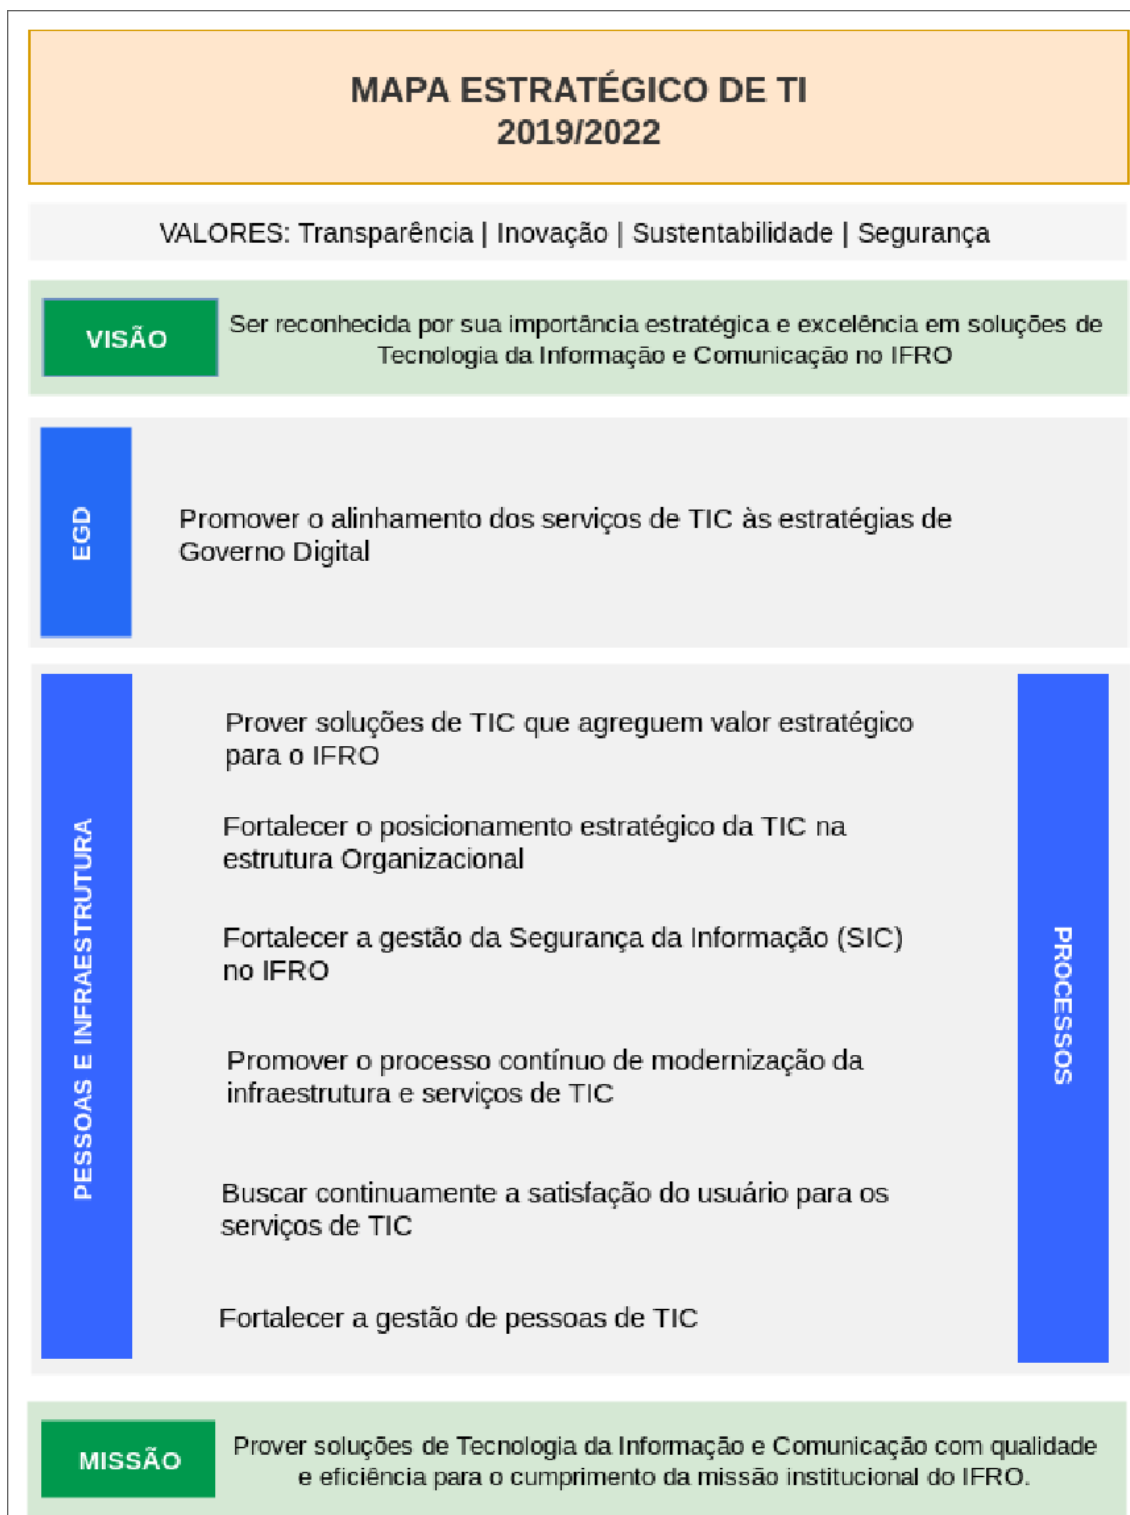 MAPA ESTRATÉGICO DE TI
2019/2022
VALORES: Transparência | Inovação | Sustentabilidade | Segurança
VISÃO
Ser reconhecida por sua importância estratégica e excelência em soluções de
Tecnologia da Informação e Comunicação no IFRO
EGD
Promover o alinhamento dos serviços de TIC às estratégias de
Governo Digital
PESSOAS E INFRAESTRUTURA
Prover soluções de TIC que agreguem valor estratégico
para o IFRO
Fortalecer o posicionamento estratégico da TIC na
estrutura Organizacional
Fortalecer a gestão da Segurança da Informação (SIC)
no IFRO
Promover o processo contínuo de modernização da
infraestrutura e serviços de TIC
Buscar continuamente a satisfação do usuário para os
serviços de TIC
Fortalecer a gestão de pessoas de TIC
PROCESSOS
MISSÃO
Prover soluções de Tecnologia da Informação e Comunicação com qualidade
e eficiência para o cumprimento da missão institucional do IFRO.